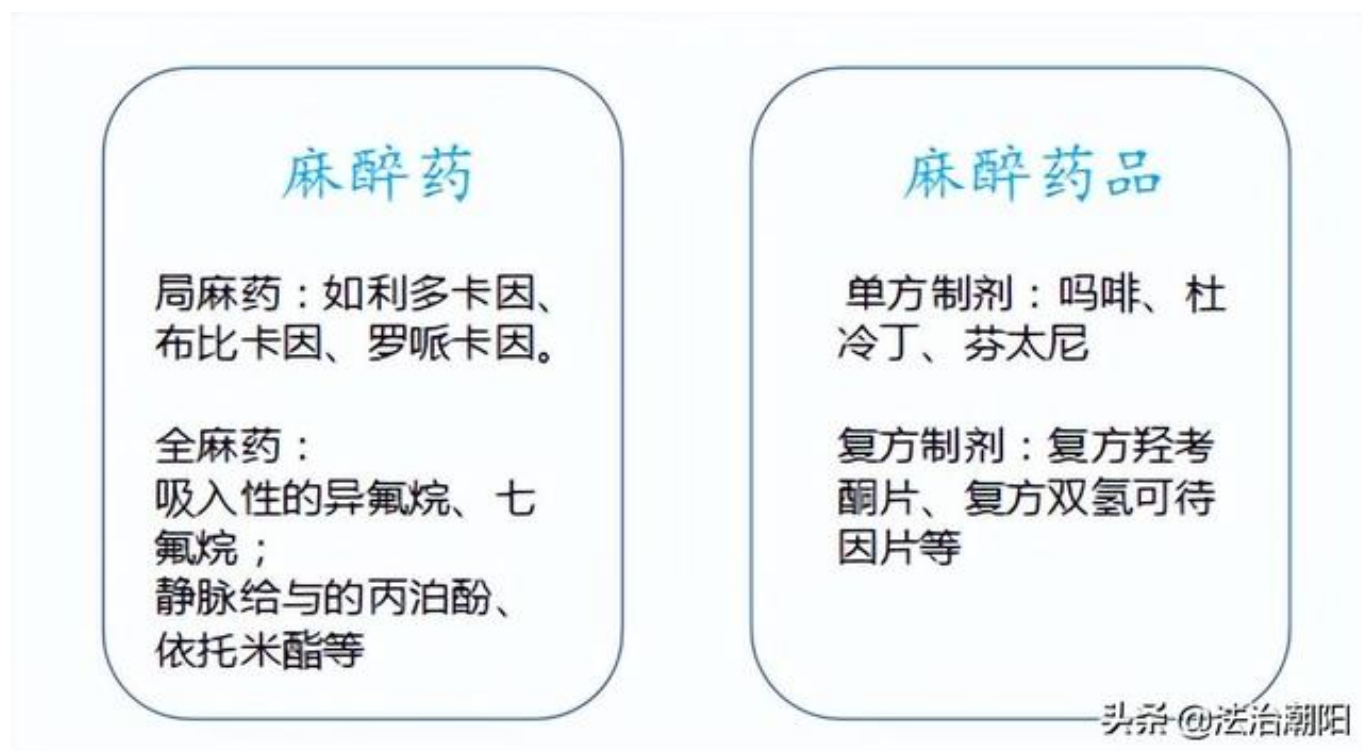 麻醉药
局麻药：如利多卡因、
布比卡因、罗哌卡因。
全麻药：
吸入性的异氟烷、七
氟烷；
静脉给与的丙泊酚、
依托米酯等
麻醉药品
单方制剂：吗啡、杜
冷丁、芬太尼
复方制剂：复方羟考
酮片、复方双氢可待
因片等
头条 @法治潮阳